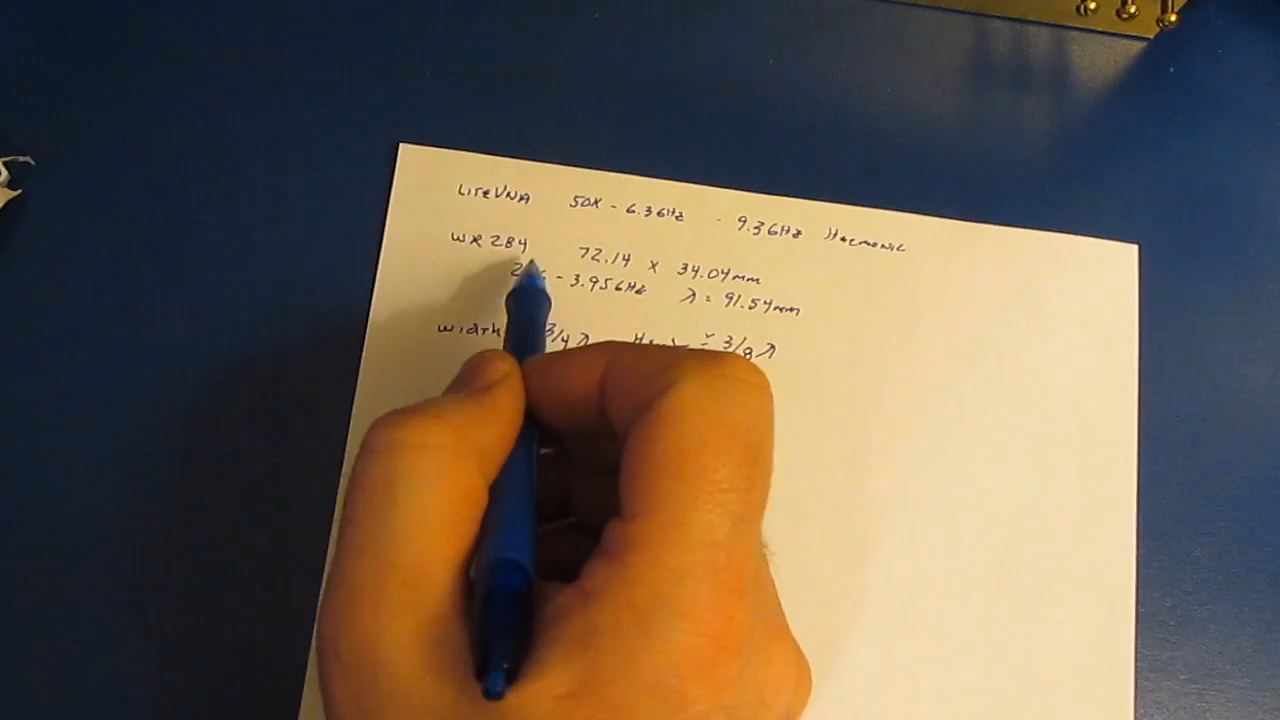 LiteVNA 50K - 6.3GHz - 9.3GHz Harmonic
WR284 72.14 x 34.04mm
- 3.95GHz λ = 91.54mm
width 3/4 λ 3/8 λ